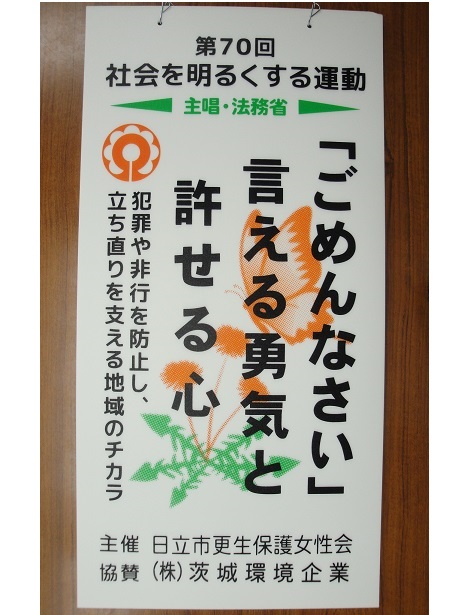 第70回
社会を明るくする運動
主唱・法務省
「ごめんなさい」
言える勇気と
許せる心
犯罪や非行を防止し、
立ち直りを支える地域のチカラ
主催 日立市更生保護女性会
協賛 (株)茨城環境企業